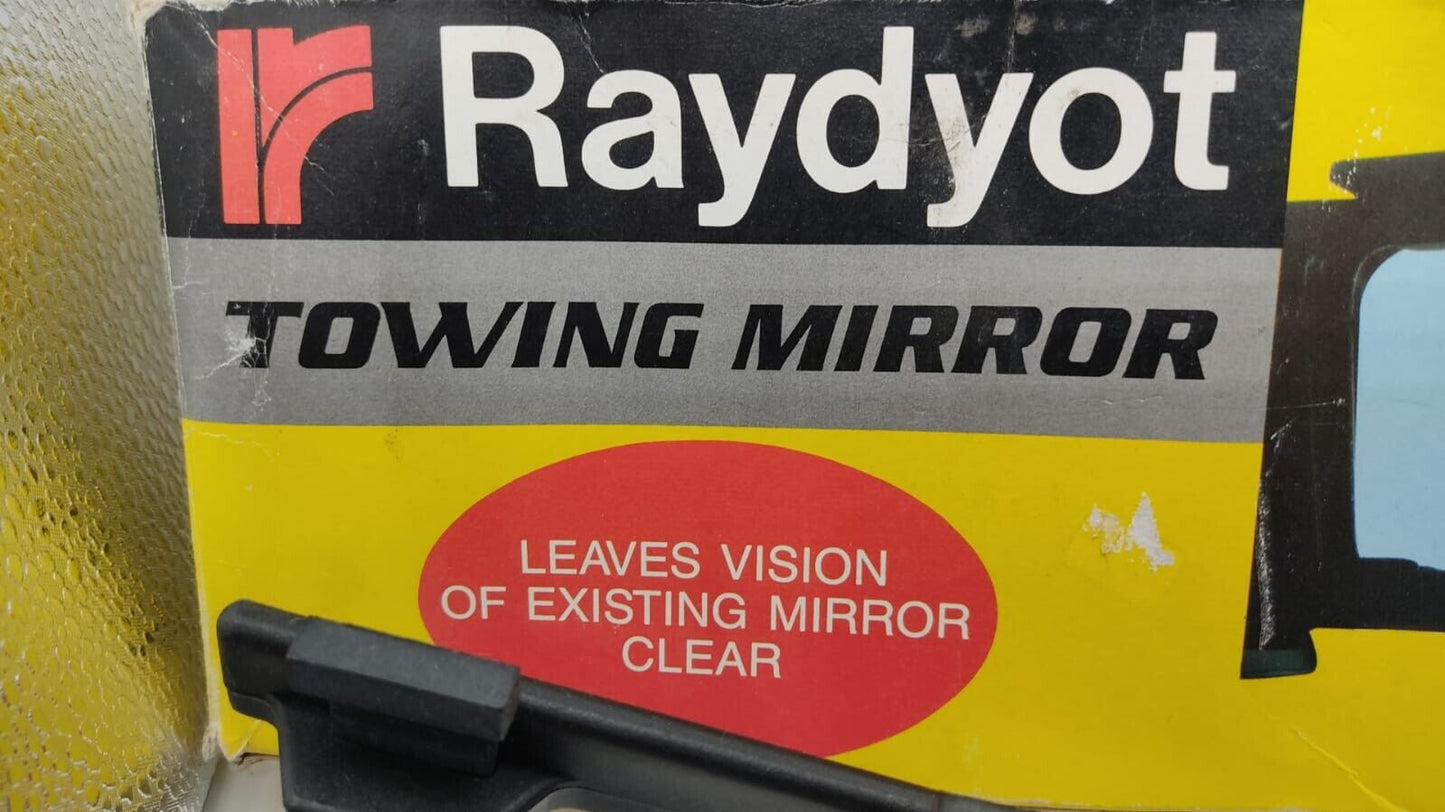 Raydyot
TOWING MIRROR
LEAVES VISION
OF EXISTING MIRROR
CLEAR